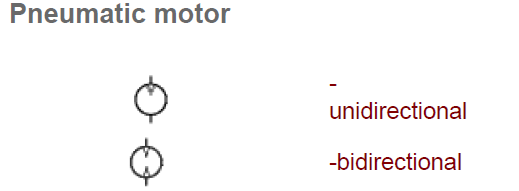 Pneumatic motor
-
unidirectional
-bidirectional